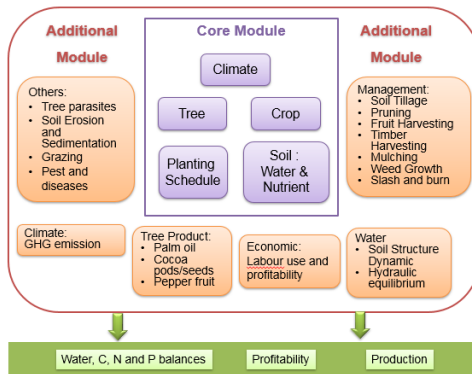 Additional
Module
Core Module
Additional
Module
Climate
Tree
Crop
Planting
Schedule
Soil :
Water &
Nutrient
Others:
• Tree parasites
• Soil Erosion
and
Sedimentation
• Grazing
• Pest and
diseases
Management:
• Soil Tillage
• Pruning
• Fruit Harvesting
• Timber
Harvesting
• Mulching
• Weed Growth
• Slash and burn
Climate:
GHG emission
Tree Product:
• Palm oil
• Cocoa
pods/seeds
• Pepper fruit
Economic:
Labour use and
profitability
Water
• Soil Structure
Dynamic
• Hydraulic
equilibrium
Water, C, N and P balances
Profitability
Production